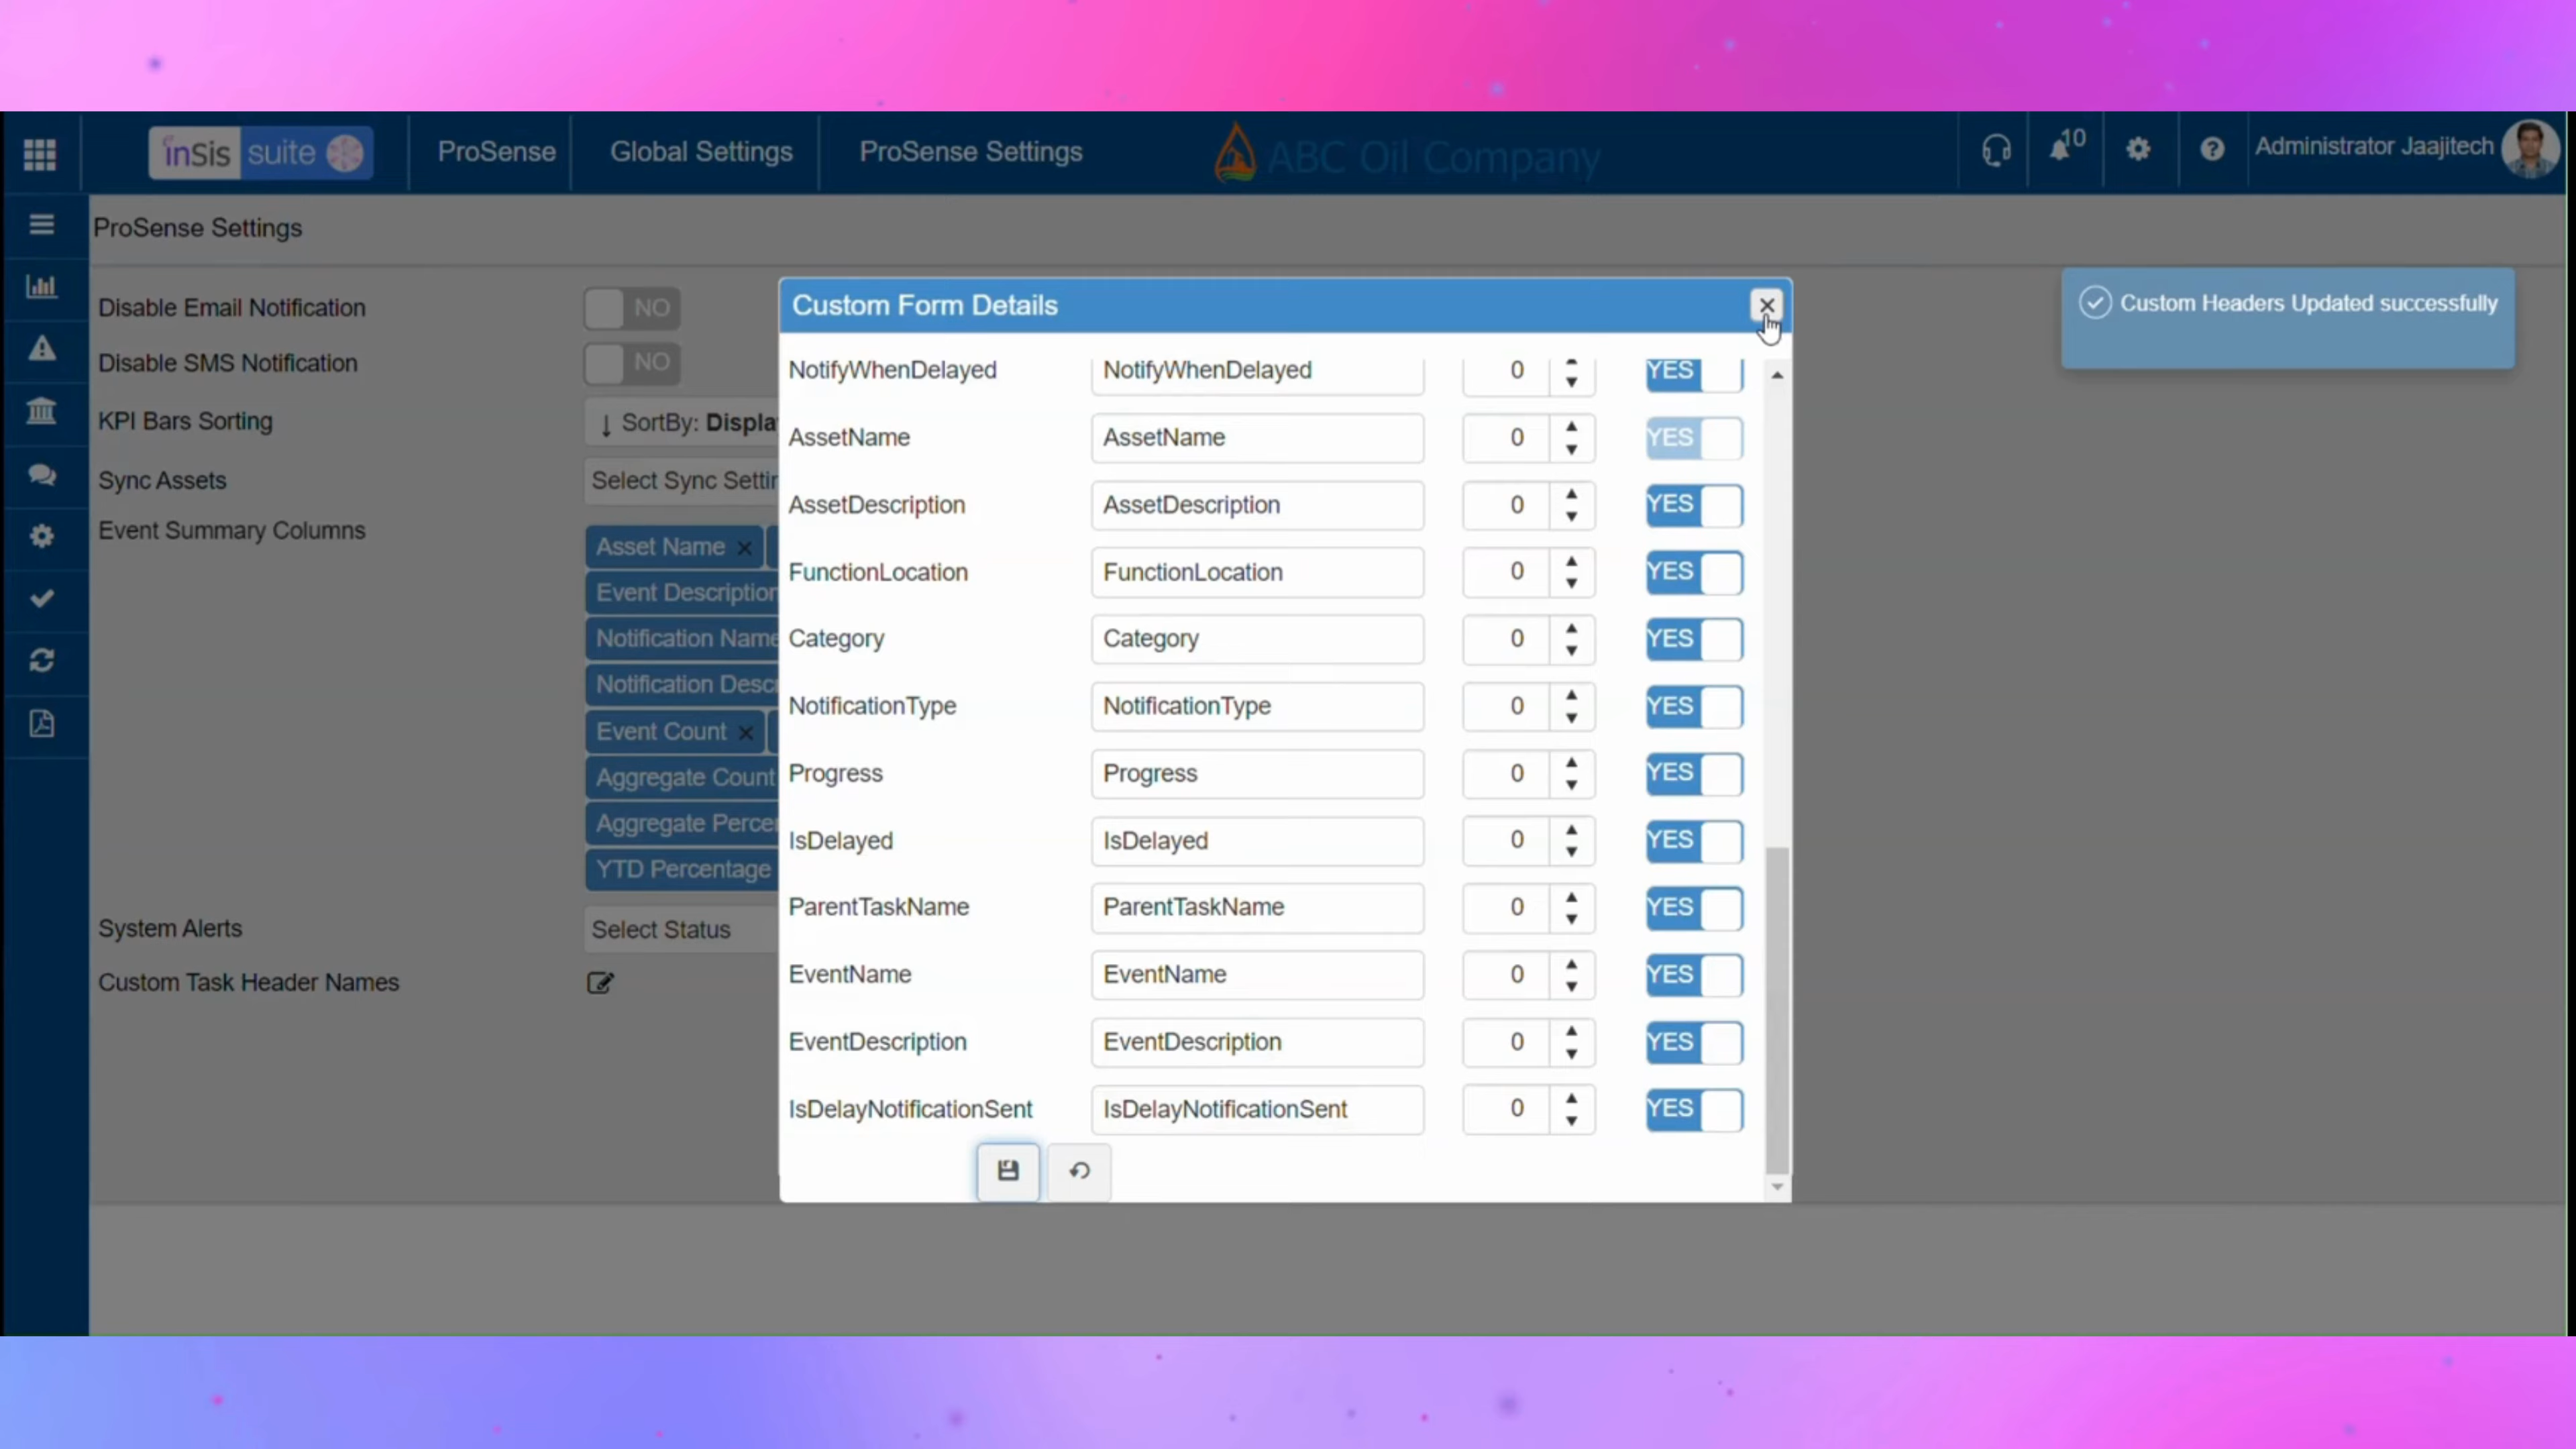 inSis suite
ProSense
Global Settings
ProSense Settings
ABC Oil Company
10
Administrator Jaajitech
ProSense Settings
Disable Email Notification NO
Disable SMS Notification NO
KPI Bars Sorting SortBy: Displa
Sync Assets Select Sync Settin
Event Summary Columns
Asset Name ×
Event Description
Notification Name
Notification Descr
Event Count ×
Aggregate Count
Aggregate Percen
YTD Percentage
System Alerts Select Status
Custom Task Header Names
Custom Form Details
NotifyWhenDelayed NotifyWhenDelayed 0 YES
AssetName AssetName 0 YES
AssetDescription AssetDescription 0 YES
FunctionLocation FunctionLocation 0 YES
Category Category 0 YES
NotificationType NotificationType 0 YES
Progress Progress 0 YES
IsDelayed IsDelayed 0 YES
ParentTaskName ParentTaskName 0 YES
EventName EventName 0 YES
EventDescription EventDescription 0 YES
IsDelayNotificationSent IsDelayNotificationSent 0 YES
Custom Headers Updated successfully